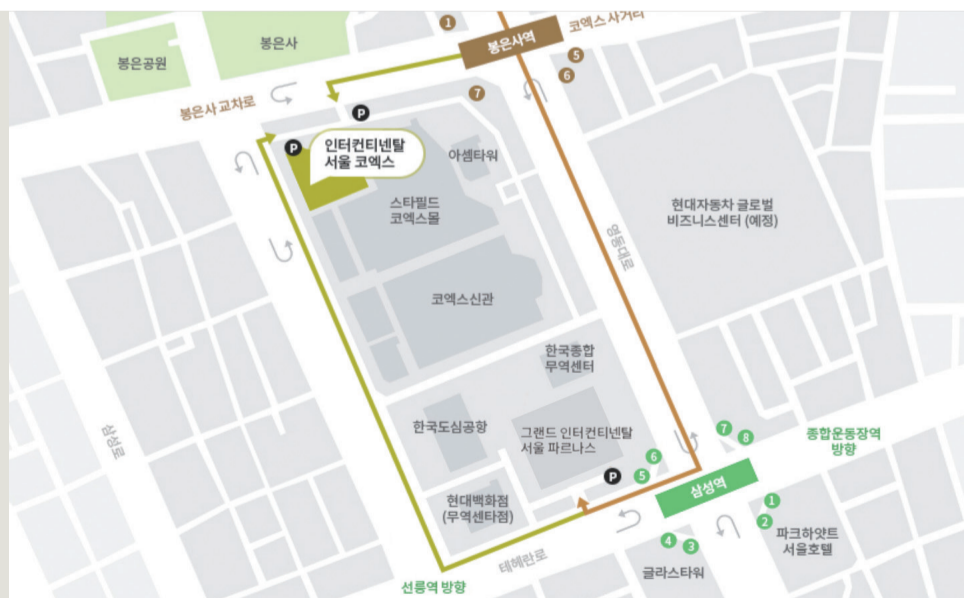 코엑스 사거리
1
봉은사역
봉은사
봉은공원
5
6
7
봉은사 교차로
P
P
인터컨티넨탈
서울 코엑스
아셈타워
스타필드
코엑스몰
현대자동차 글로벌
비즈니스센터 (예정)
영동대로
코엑스신관
한국종합
무역센터
삼성로
한국도심공항
그랜드 인터컨티넨탈
서울 파르나스
7
8
종합운동장역
방향
6
5
P
삼성역
현대백화점
(무역센타점)
1
2
파크하얏트
서울호텔
4
3
테헤란로
글라스타워
선릉역 방향